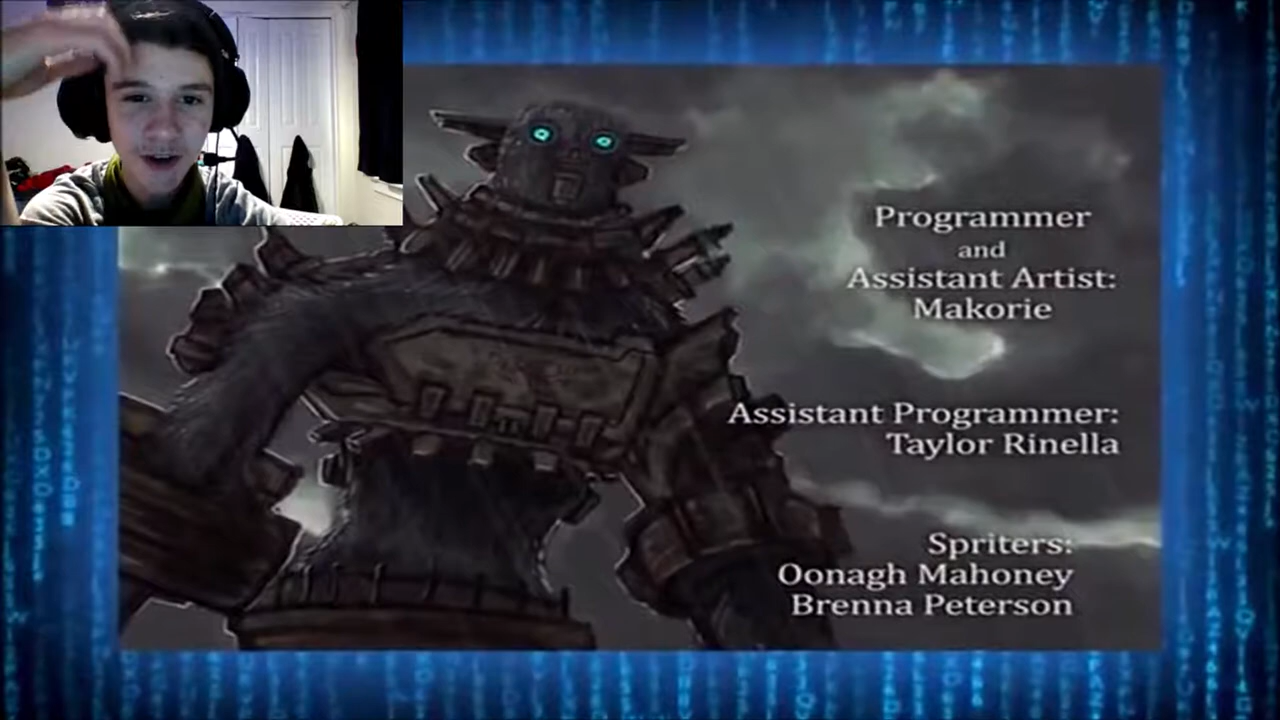 Programmer
and
Assistant Artist:
Makorie
Assistant Programmer:
Taylor Rinella
Spriters:
Oonagh Mahoney
Brenna Peterson